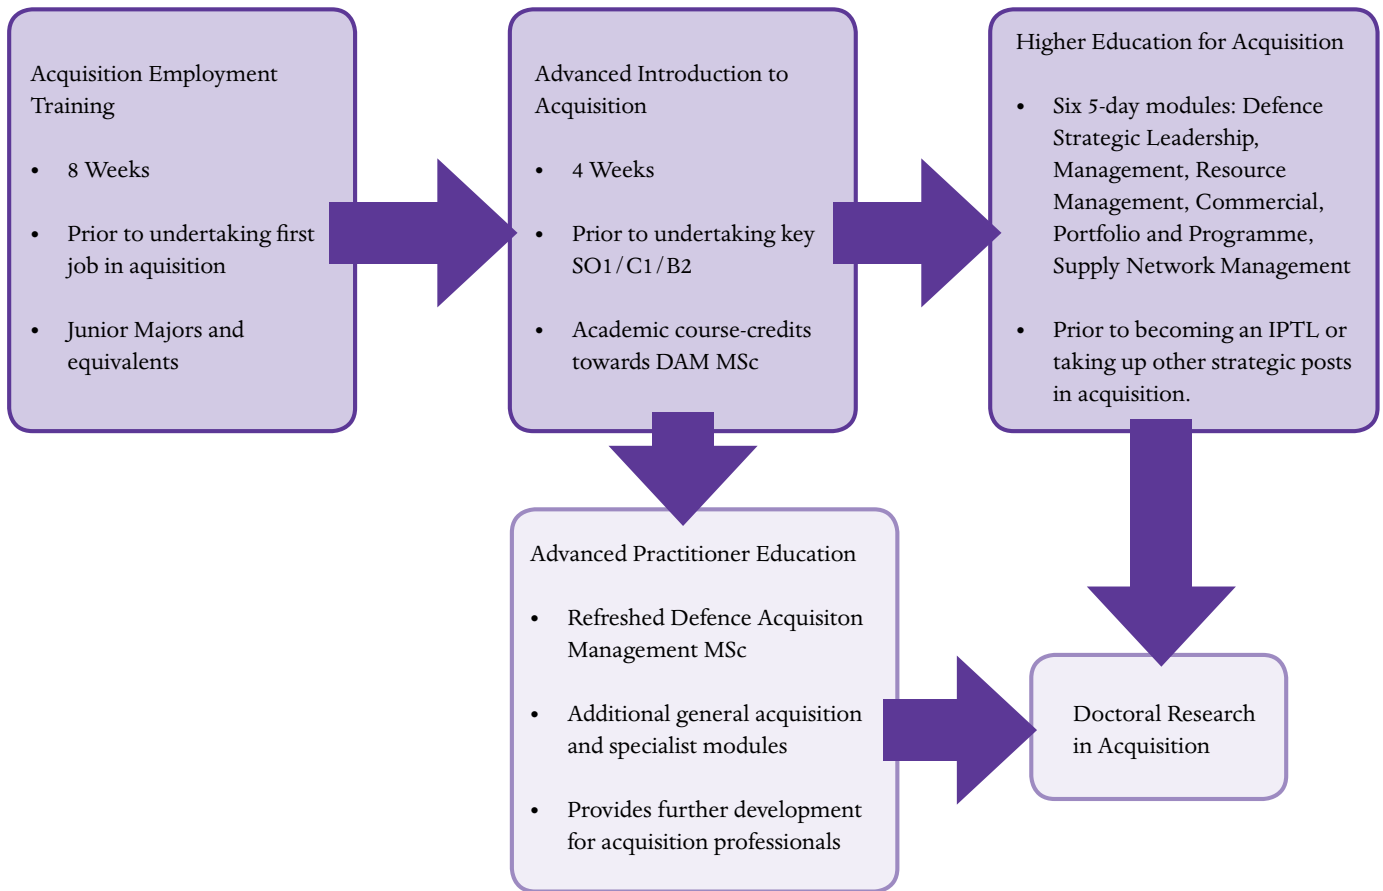 Acquisition Employment
Training
• 8 Weeks
• Prior to undertaking first
job in aquisition
• Junior Majors and
equivalents
Advanced Introduction to
Acquisition
• 4 Weeks
• Prior to undertaking key
SO1/C1/B2
• Academic course-credits
towards DAM MSc
Higher Education for Acquisition
• Six 5-day modules: Defence
Strategic Leadership,
Management, Resource
Management, Commercial,
Portfolio and Programme,
Supply Network Management
• Prior to becoming an IPTL or
taking up other strategic posts
in acquisition.
Advanced Practitioner Education
• Refreshed Defence Acquisiton
Management MSc
• Additional general acquisition
and specialist modules
• Provides further development
for acquisition professionals
Doctoral Research
in Acquisition